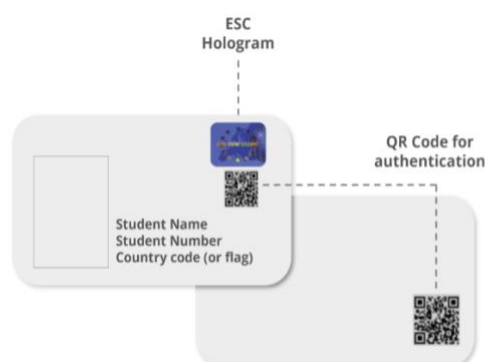 ESC
Hologram
QR Code for
authentication
Student Name
Student Number
Country code (or flag)